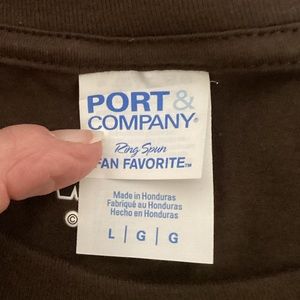 PORT &
COMPANY®
Ring Spun
FAN FAVORITE™
Made in Honduras
Fabriqué au Honduras
Hecho en Honduras
L | G | G
©